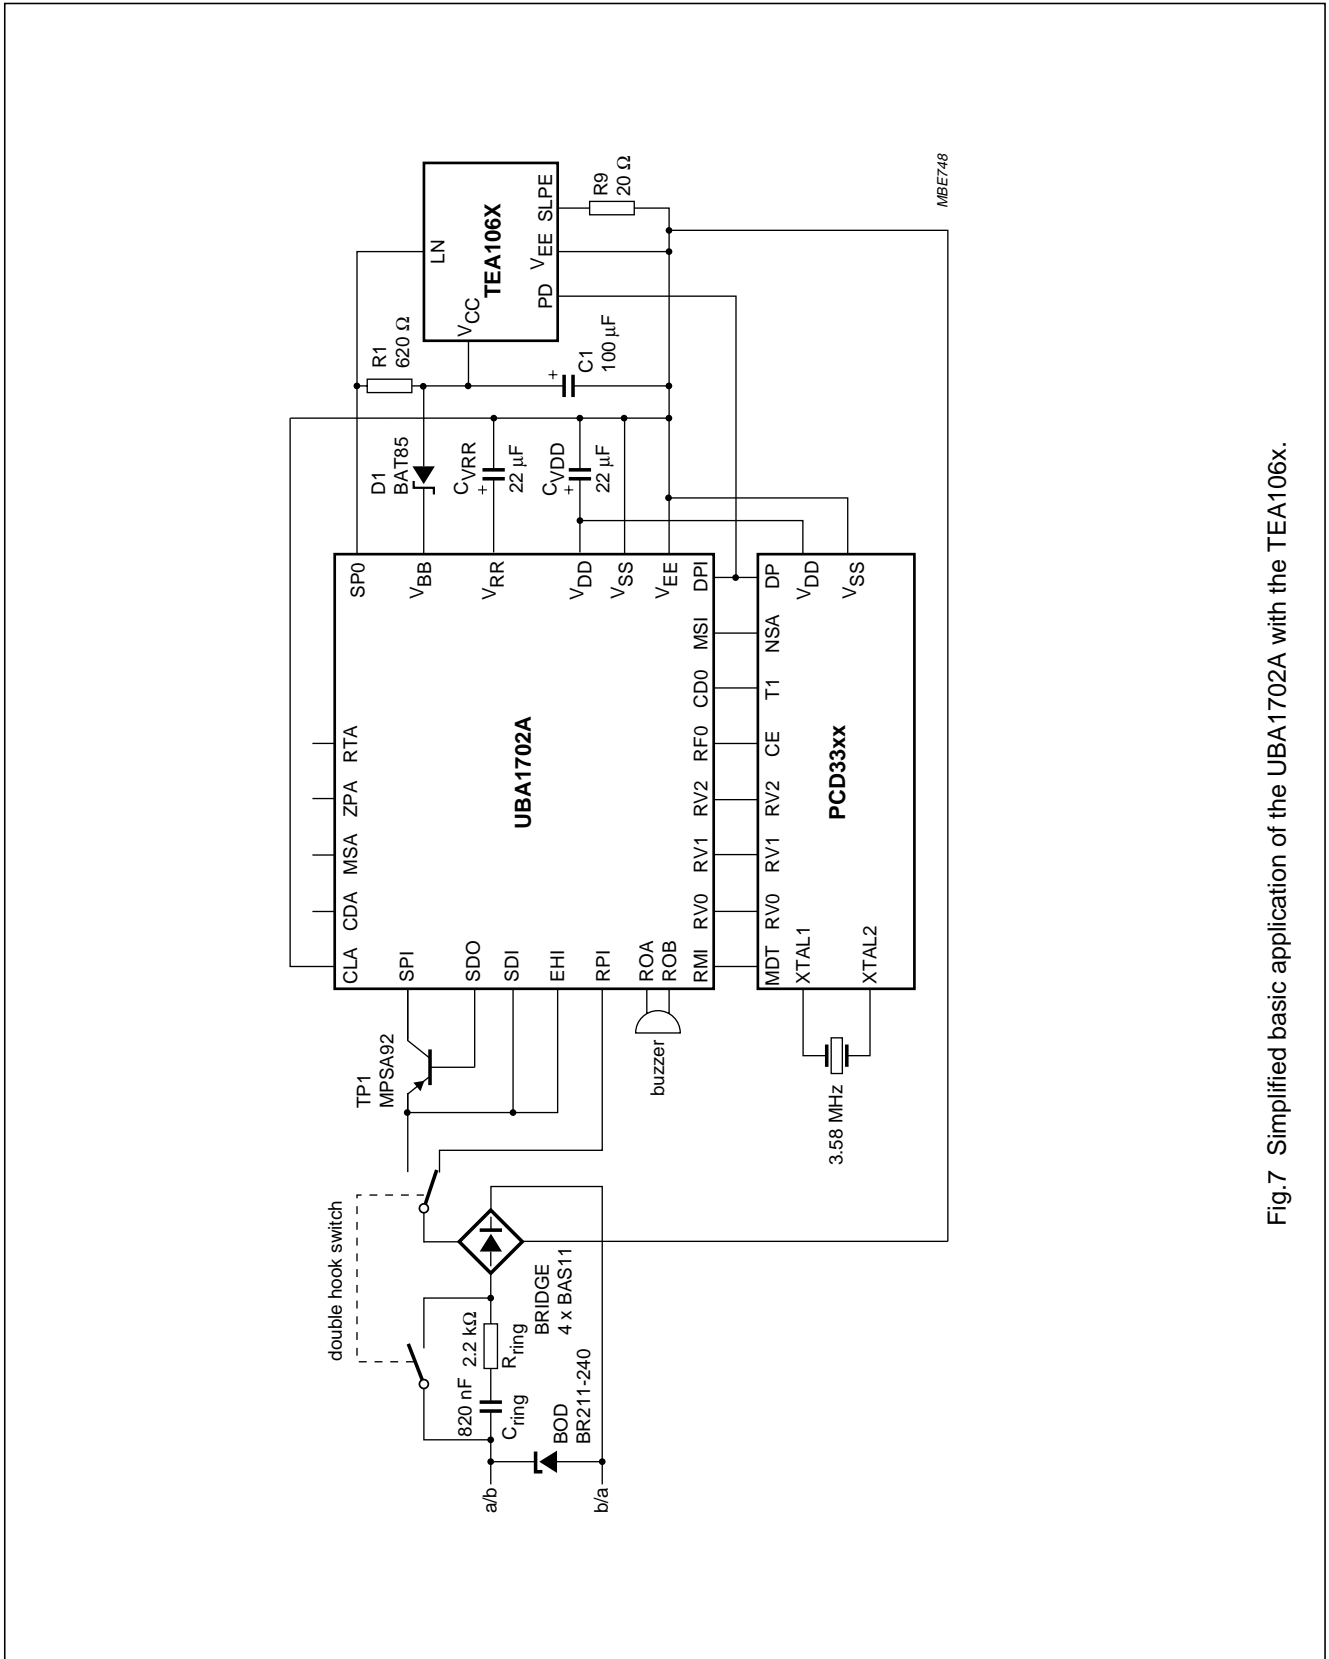 a/b
b/a
BOD
BR211-240
820 nF
Cring
2.2 kΩ
Rring
BRIDGE
4 x BAS11
double hook switch
TP1
MPSA92
buzzer
3.58 MHz
CLA
CDA
MSA
ZPA
RTA
SPI
SDO
SDI
EHI
RPI
ROA
ROB
UBA1702A
SP0
VBB
VRR
VDD
VSS
VEE
RMI
RV0
RV1
RV2
RF0
CD0
MSI
DPI
MDT
RV0
RV1
RV2
CE
T1
NSA
DP
XTAL1
XTAL2
PCD33xx
VDD
VSS
D1
BAT85
CVRR
+
22 µF
CVDD
+
22 µF
R1
620 Ω
+
C1
100 µF
VCC
LN
TEA106X
PD
VEE
SLPE
R9
20 Ω
MBE748
Fig.7 Simplified basic application of the UBA1702A with the TEA106x.